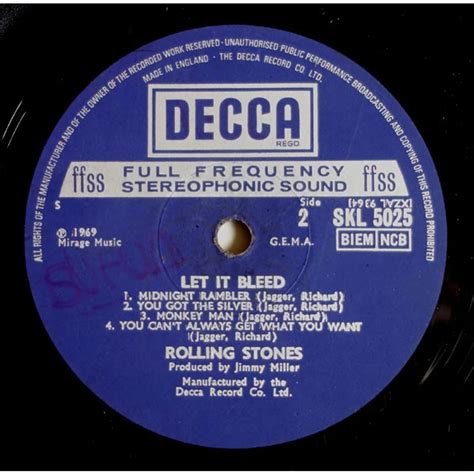 ALL RIGHTS OF THE MANUFACTURER AND OF THE OWNER OF THE RECORDED WORK RESERVED · UNAUTHORISED PUBLIC PERFORMANCE BROADCASTING AND COPYING OF THIS RECORD PROHIBITED
MADE IN ENGLAND · THE DECCA RECORD CO. LTD.
DECCA
REGD.
ffss FULL FREQUENCY STEREOPHONIC SOUND ffss
S
Side 2
SKL 5025
(XZAL 9364)
℗ 1969
Mirage Music
G.E.M.A.
BIEM NCB
LET IT BLEED
1. MIDNIGHT RAMBLER (Jagger, Richard)
2. YOU GOT THE SILVER (Jagger, Richard)
3. MONKEY MAN (Jagger, Richard)
4. YOU CAN'T ALWAYS GET WHAT YOU WANT
(Jagger, Richard)
ROLLING STONES
Produced by Jimmy Miller
Manufactured by the
Decca Record Co. Ltd.